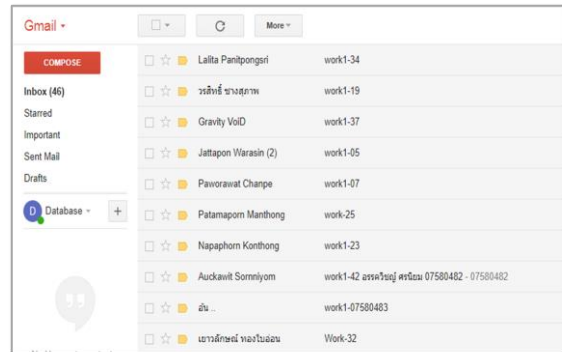 Gmail
More
COMPOSE
Inbox (46)
Starred
Important
Sent Mail
Drafts
D Database
+
Lalita Panitpongsri work1-34
วรสิทธิ์ ช่างสุภาพ work1-19
Gravity VoiD work1-37
Jattapon Warasin (2) work1-05
Paworawat Chanpe work1-07
Patamaporn Manthong work-25
Napaphorn Konthong work1-23
Auckawit Sornniyom work1-42 อรรควิชญ์ ศรนิยม 07580482 - 07580482
อัน .. work1-07580483
เยาวลักษณ์ ทองใบอ่อน Work-32